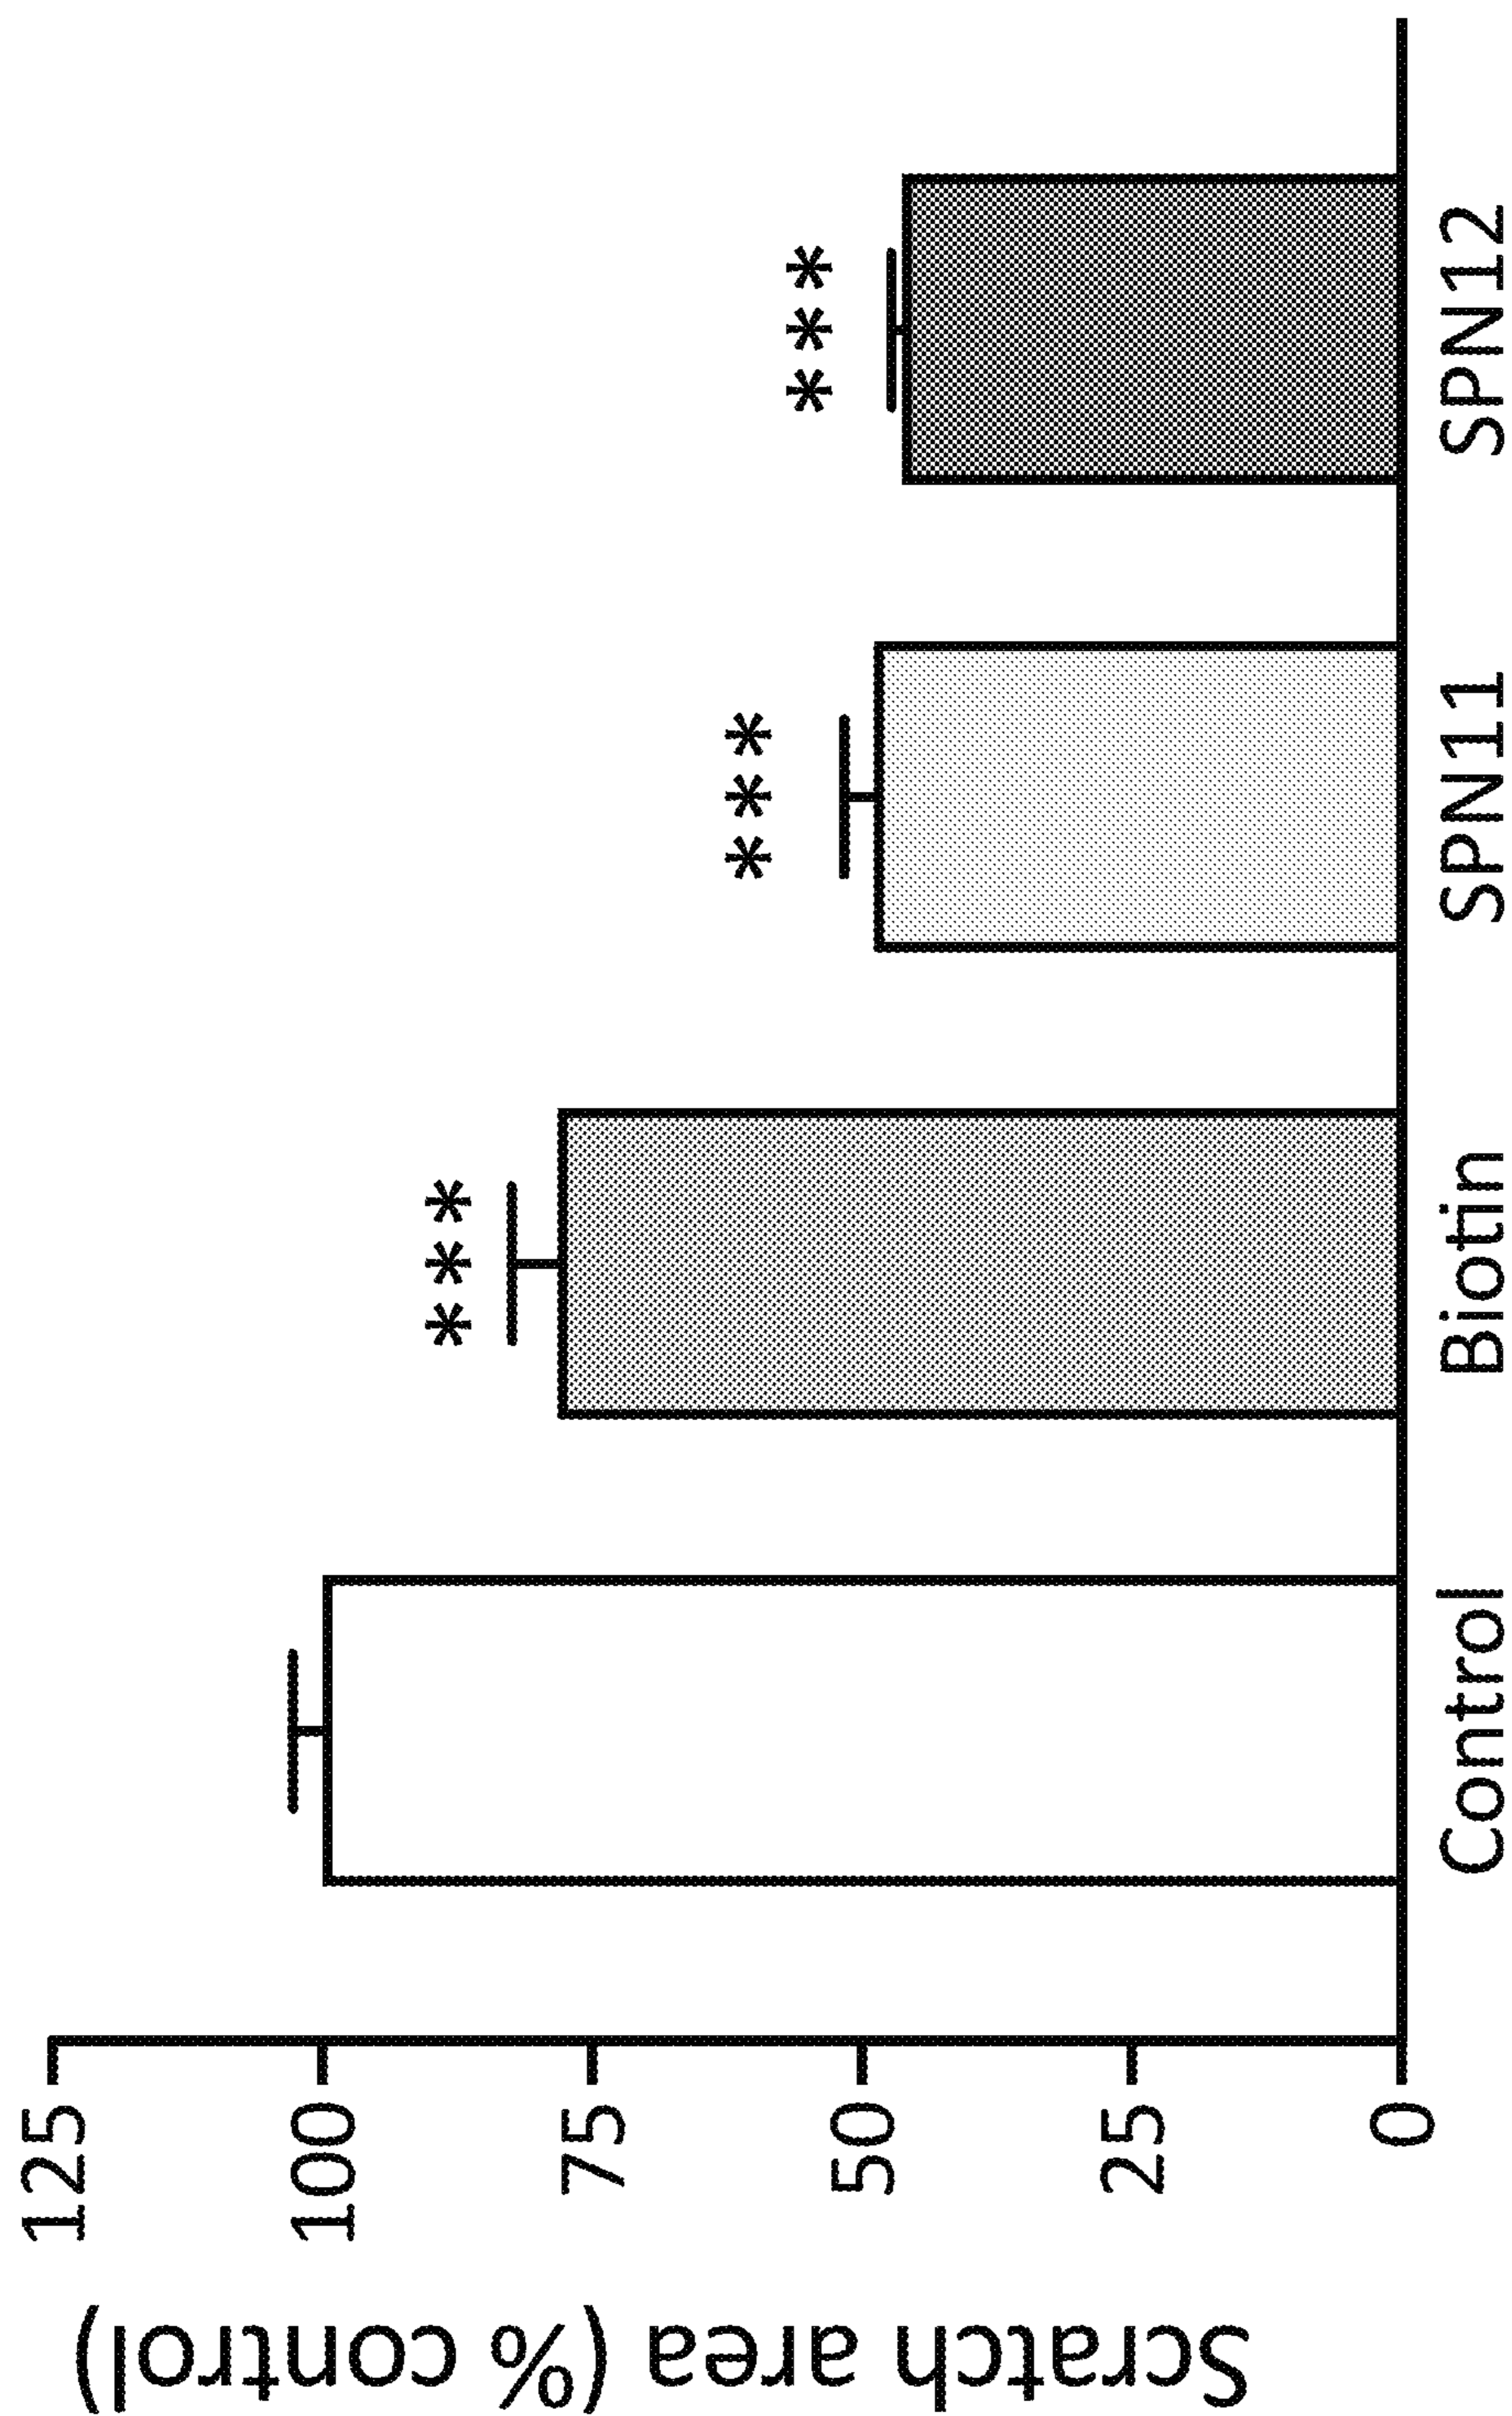 Scratch area (% control)
125
100
75
50
25
0
***
***
***
Control
Biotin
SPN11
SPN12